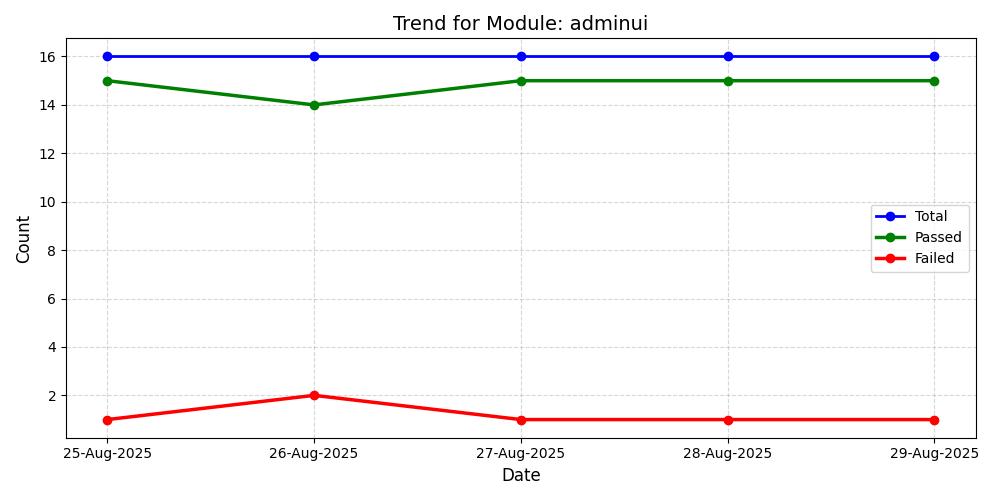 Trend for Module: adminui
Count
16
14
12
10
8
6
4
2
Total
Passed
Failed
25-Aug-2025
26-Aug-2025
27-Aug-2025
28-Aug-2025
29-Aug-2025
Date